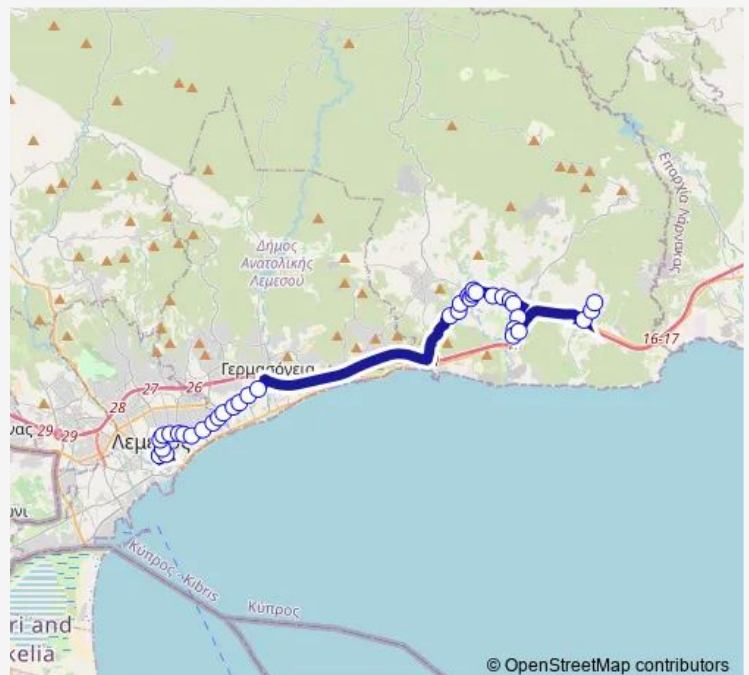 Δήμος
Ανατολικής
Λεμεσού
Επαρχία Λάρνακας
16-17
Γερμασόγεια
27
26
28
29
29
Κύπρος - Kıbrıs
Κύπρος
ri and
kelia
© OpenStreetMap contributors